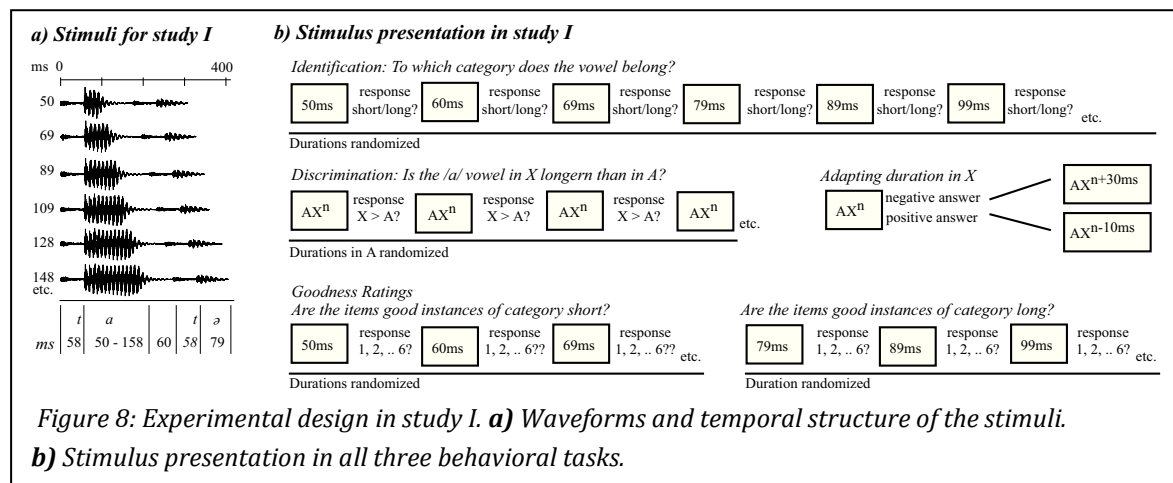 a) Stimuli for study I
ms 0 400
50
69
89
109
128
148
etc.
t a t ə
ms 58 50 - 158 60 58 79
b) Stimulus presentation in study I
Identification: To which category does the vowel belong?
50ms response short/long? 60ms response short/long? 69ms response short/long? 79ms response short/long? 89ms response short/long? 99ms response short/long? etc.
Durations randomized
Discrimination: Is the /a/ vowel in X longern than in A?
AXⁿ response X > A? AXⁿ response X > A? AXⁿ response X > A? AXⁿ etc.
Durations in A randomized
Adapting duration in X
AXⁿ negative answer AXⁿ⁺³⁰ᵐˢ
positive answer AXⁿ⁻¹⁰ᵐˢ
Goodness Ratings
Are the items good instances of category short?
50ms response 1, 2, .. 6? 60ms response 1, 2, .. 6?? 69ms response 1, 2, .. 6?? etc.
Durations randomized
Are the items good instances of category long?
79ms response 1, 2, .. 6? 89ms response 1, 2, .. 6? 99ms response 1, 2, .. 6? etc.
Duration randomized
Figure 8: Experimental design in study I. a) Waveforms and temporal structure of the stimuli.
b) Stimulus presentation in all three behavioral tasks.